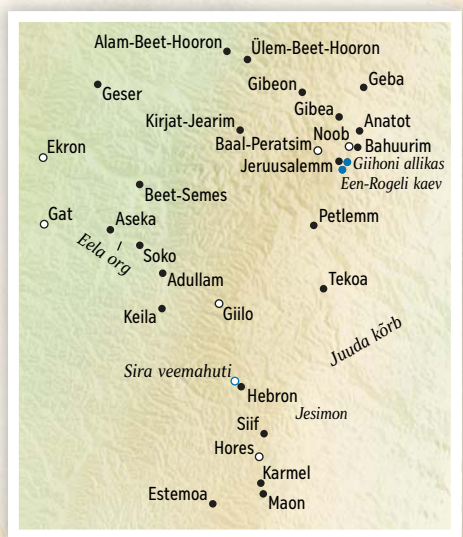 Alam-Beet-Hooron
Ülem-Beet-Hooron
Geser
Gibeon
Geba
Gibea
Kirjat-Jearim
Noob
Anatot
Ekron
Baal-Peratsim
Bahuurim
Jeruusalemm
Giihoni allikas
Een-Rogeli kaev
Beet-Semes
Gat
Aseka
Petlemm
Eela org
Soko
Adullam
Tekoa
Keila
Giilo
Juuda kõrb
Sira veemahuti
Hebron
Jesimon
Siif
Hores
Karmel
Estemoa
Maon